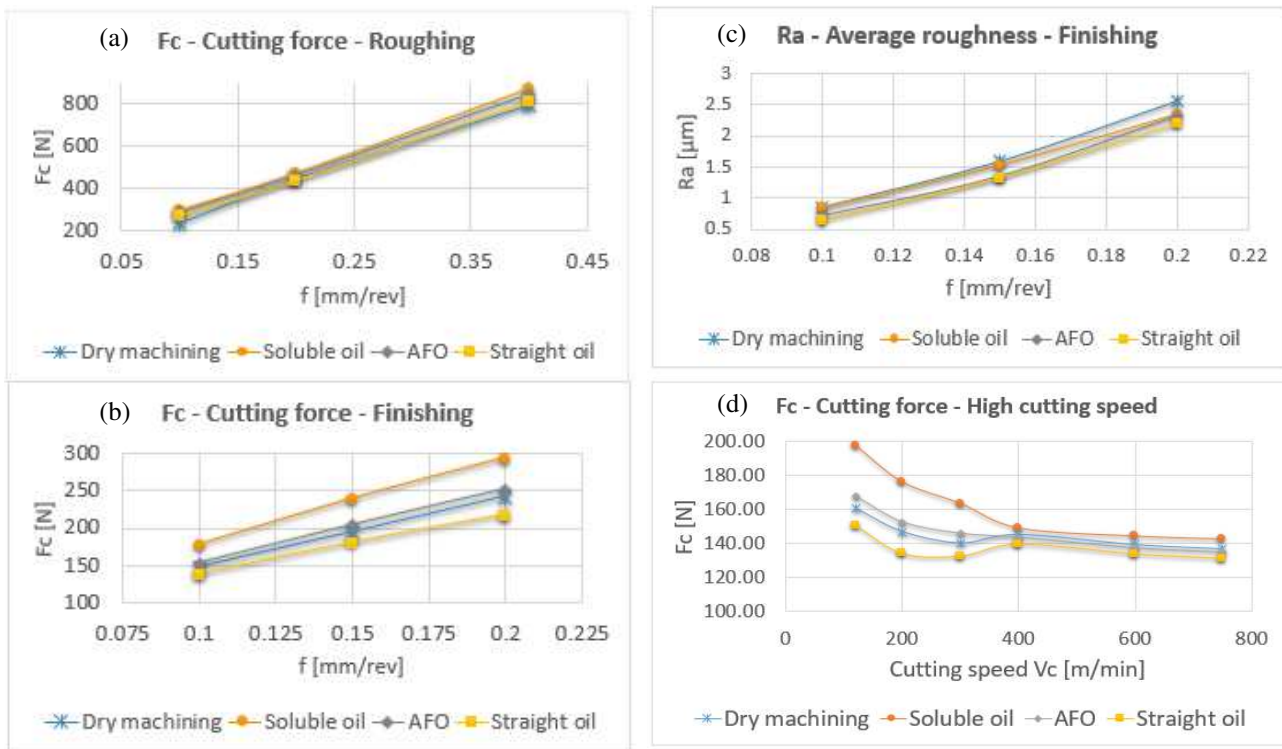 (a) Fc - Cutting force - Roughing
Fc [N]
800
600
400
200
0.05 0.15 0.25 0.35 0.45
f [mm/rev]
Dry machining Soluble oil AFO Straight oil
(c) Ra - Average roughness - Finishing
Ra [µm]
3
2.5
2
1.5
1
0.5
0.08 0.1 0.12 0.14 0.16 0.18 0.2 0.22
f [mm/rev]
Dry machining Soluble oil AFO Straight oil
(b) Fc - Cutting force - Finishing
Fc [N]
300
250
200
150
100
0.075 0.1 0.125 0.15 0.175 0.2 0.225
f [mm/rev]
Dry machining Soluble oil AFO Straight oil
(d) Fc - Cutting force - High cutting speed
Fc [N]
200.00
180.00
160.00
140.00
120.00
100.00
0 200 400 600 800
Cutting speed Vc [m/min]
Dry machining Soluble oil AFO Straight oil